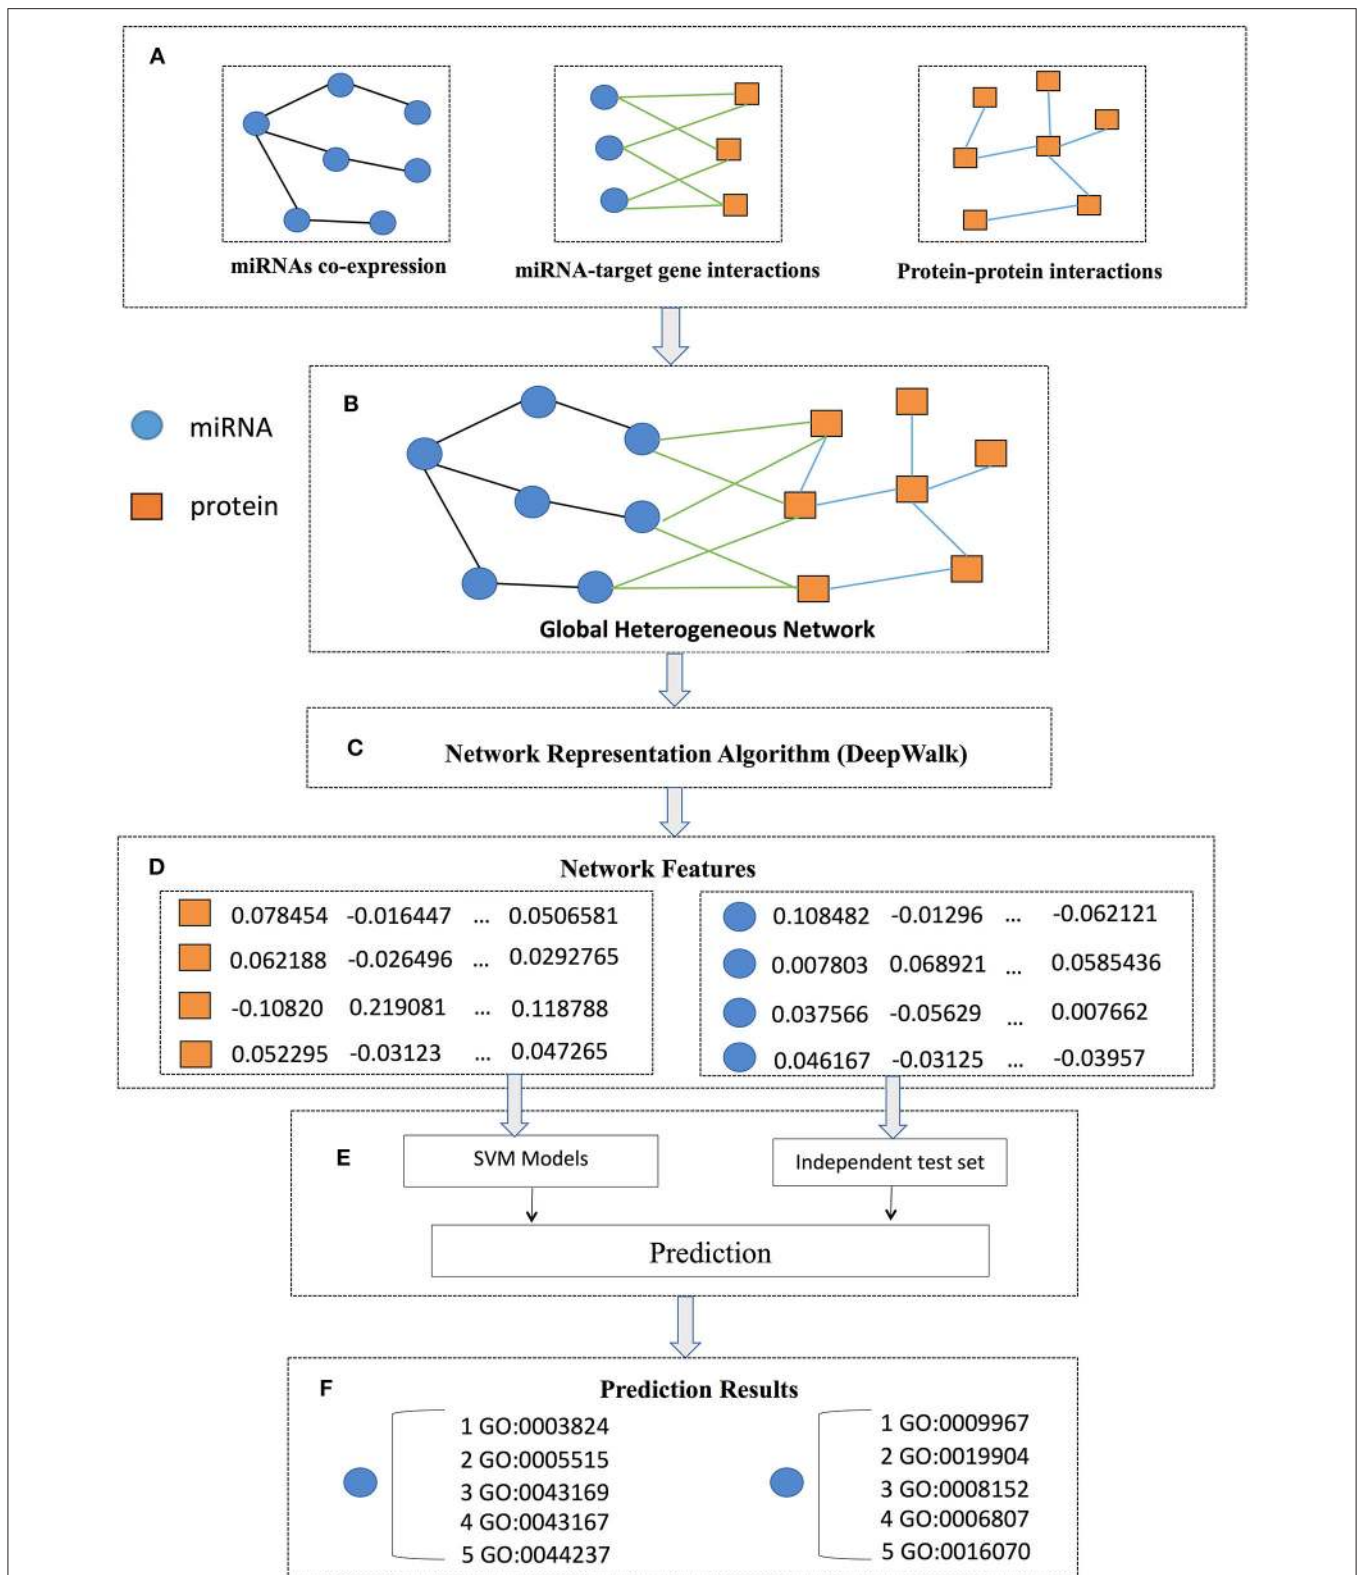 A
miRNAs co-expression
miRNA-target gene interactions
Protein-protein interactions
B
miRNA
protein
Global Heterogeneous Network
C
Network Representation Algorithm (DeepWalk)
D
Network Features
0.078454 -0.016447 ... 0.0506581
0.062188 -0.026496 ... 0.0292765
-0.10820 0.219081 ... 0.118788
0.052295 -0.03123 ... 0.047265
0.108482 -0.01296 ... -0.062121
0.007803 0.068921 ... 0.0585436
0.037566 -0.05629 ... 0.007662
0.046167 -0.03125 ... -0.03957
E
SVM Models
Independent test set
Prediction
F
Prediction Results
1 GO:0003824
2 GO:0005515
3 GO:0043169
4 GO:0043167
5 GO:0044237
1 GO:0009967
2 GO:0019904
3 GO:0008152
4 GO:0006807
5 GO:0016070